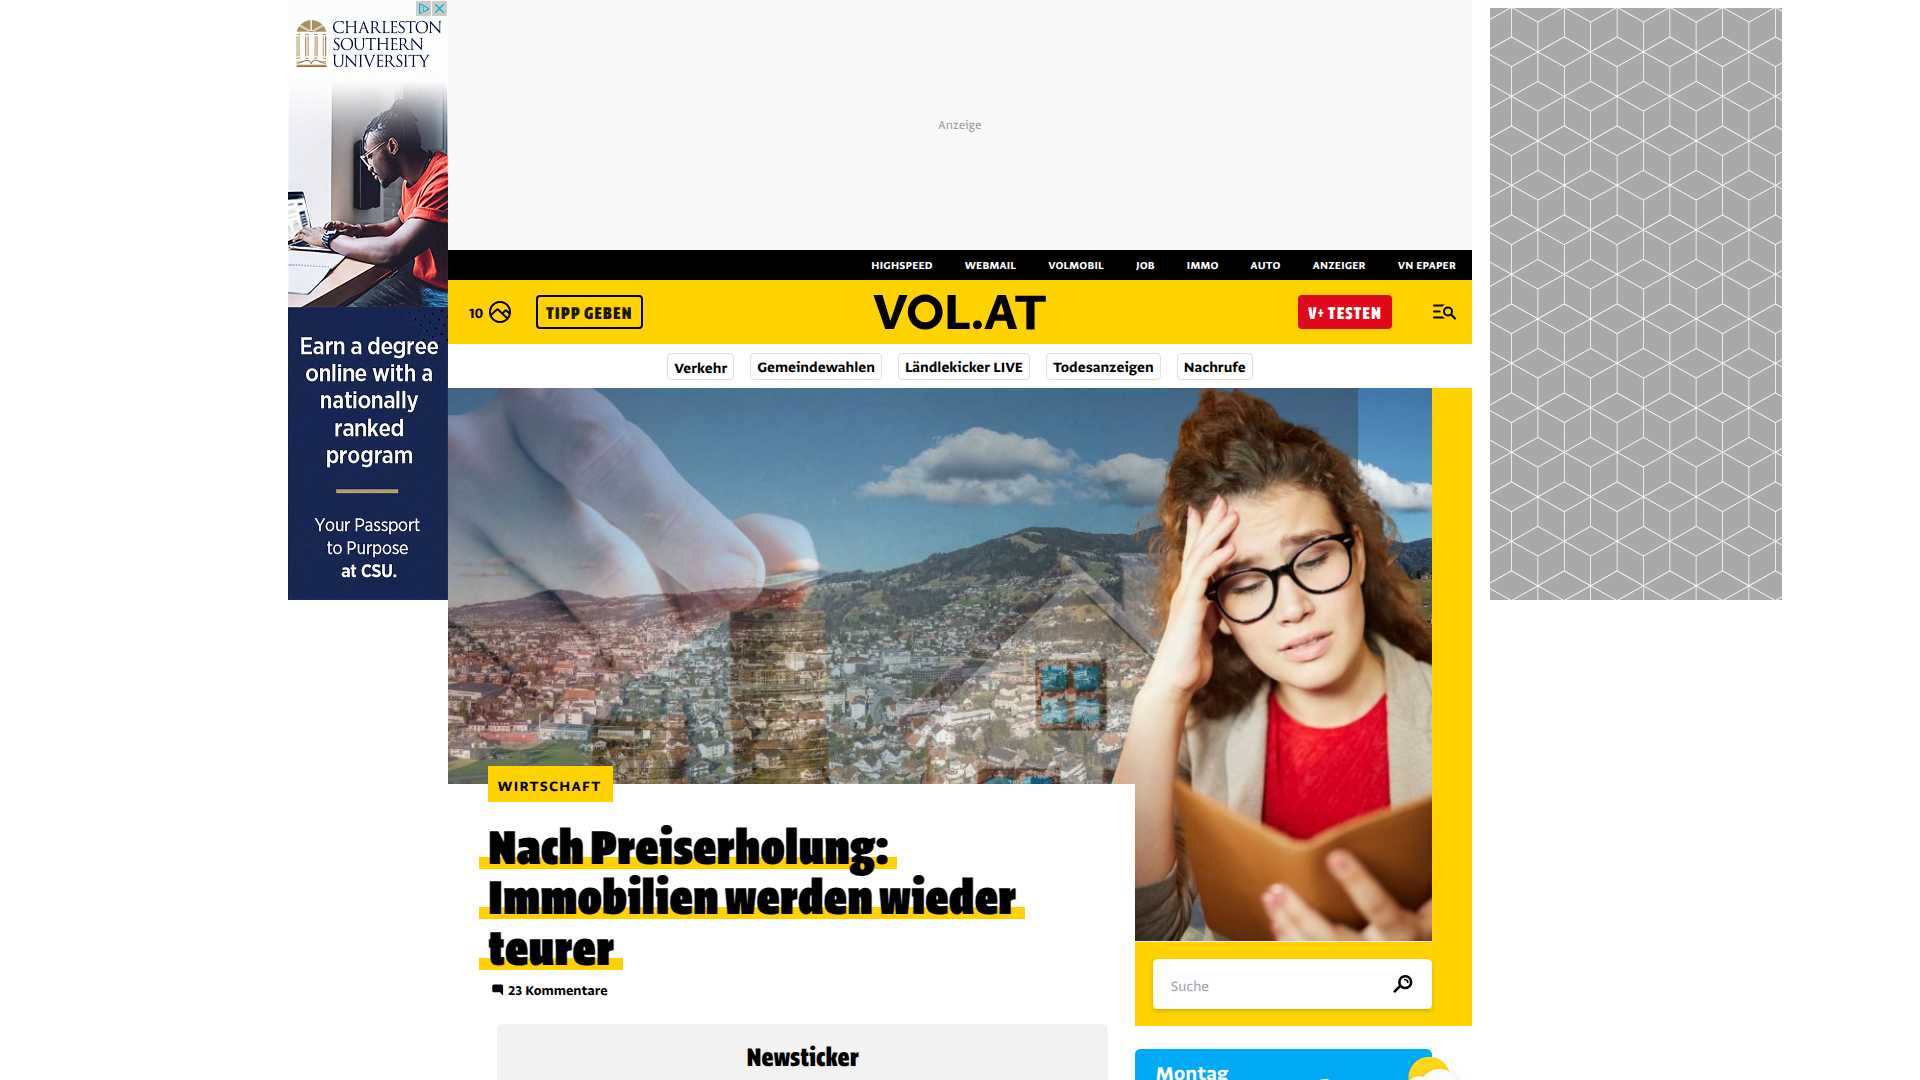 CHARLESTON
SOUTHERN
UNIVERSITY
Earn a degree
online with a
nationally
ranked
program
Your Passport
to Purpose
at CSU.
Anzeige
HIGHSPEED WEBMAIL VOLMOBIL JOB IMMO AUTO ANZEIGER VN EPAPER
10 TIPP GEBEN VOL.AT V+ TESTEN
Verkehr Gemeindewahlen Ländlekicker LIVE Todesanzeigen Nachrufe
WIRTSCHAFT
Nach Preiserholung:
Immobilien werden wieder
teurer
23 Kommentare
Suche
Newsticker
Montag